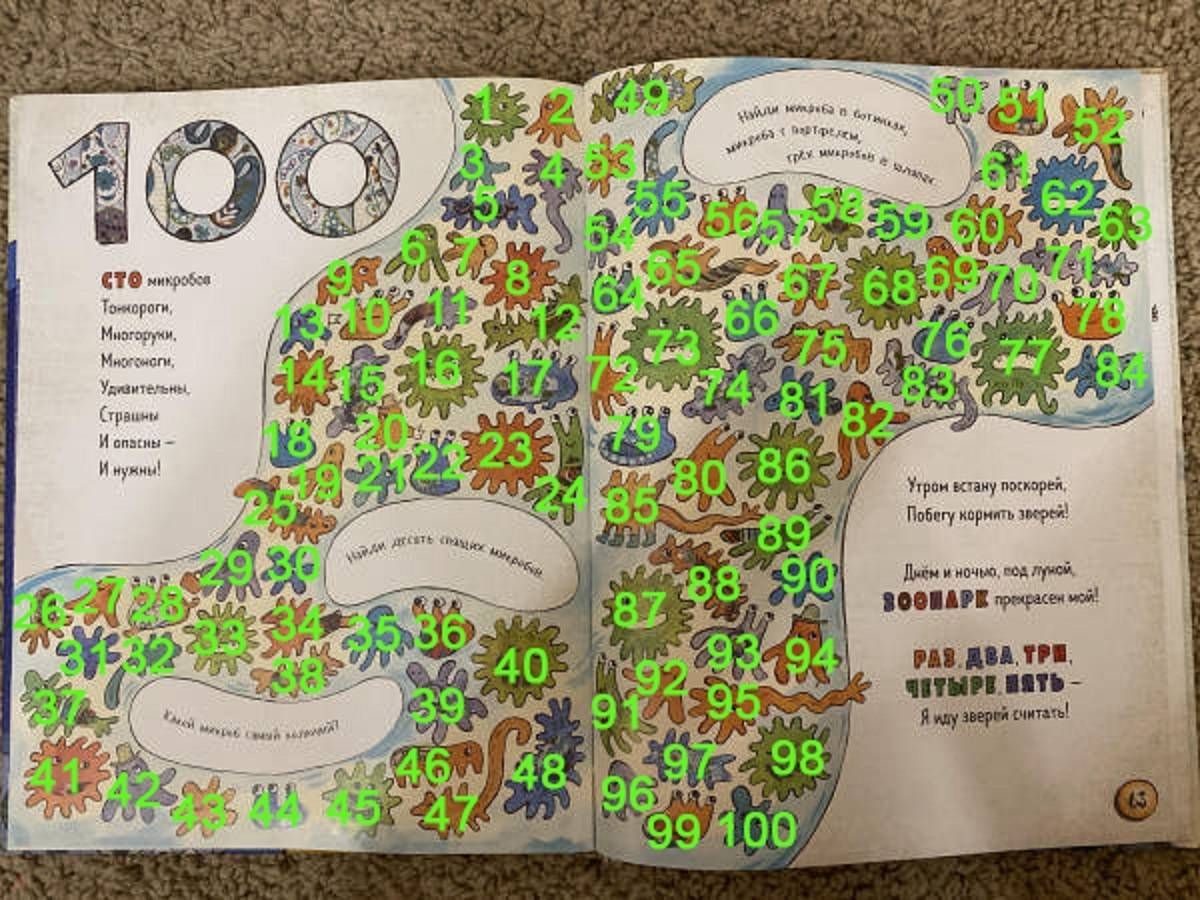 100
СТО микробов
Тонкороги,
Многоруки,
Многоноги,
Удивительны,
Страшны
И опасны –
И нужны!
Найди десять спящих микробов.
Какой микроб самый
Найди микроба в ботинках,
микроба с портфелем,
трёх микробов в шляпах.
Утром встану поскорей,
Побегу кормить зверей!
Днём и ночью, под луной,
ЗООПАРК прекрасен мой!
РАЗ, ДВА, ТРИ,
ЧЕТЫРЕ, ПЯТЬ –
Я иду зверей считать!
1 2
3 4
5
6 7
8
9
10 11
12
13
14 15 16 17
18
19
20
21 22 23
24
25
26 27 28
29 30
31 32 33 34 35 36
37
38
39
40
41 42 43 44 45
46
47
48
49 50 51 52
53
54
55 56 57 58 59 60
61
62 63
64 65
66
67 68 69 70 71
72 73 74 75 76 77 78
79 80
81 82 83 84
85 86
87 88
89
90
91 92 93 94
95
96 97 98
99 100